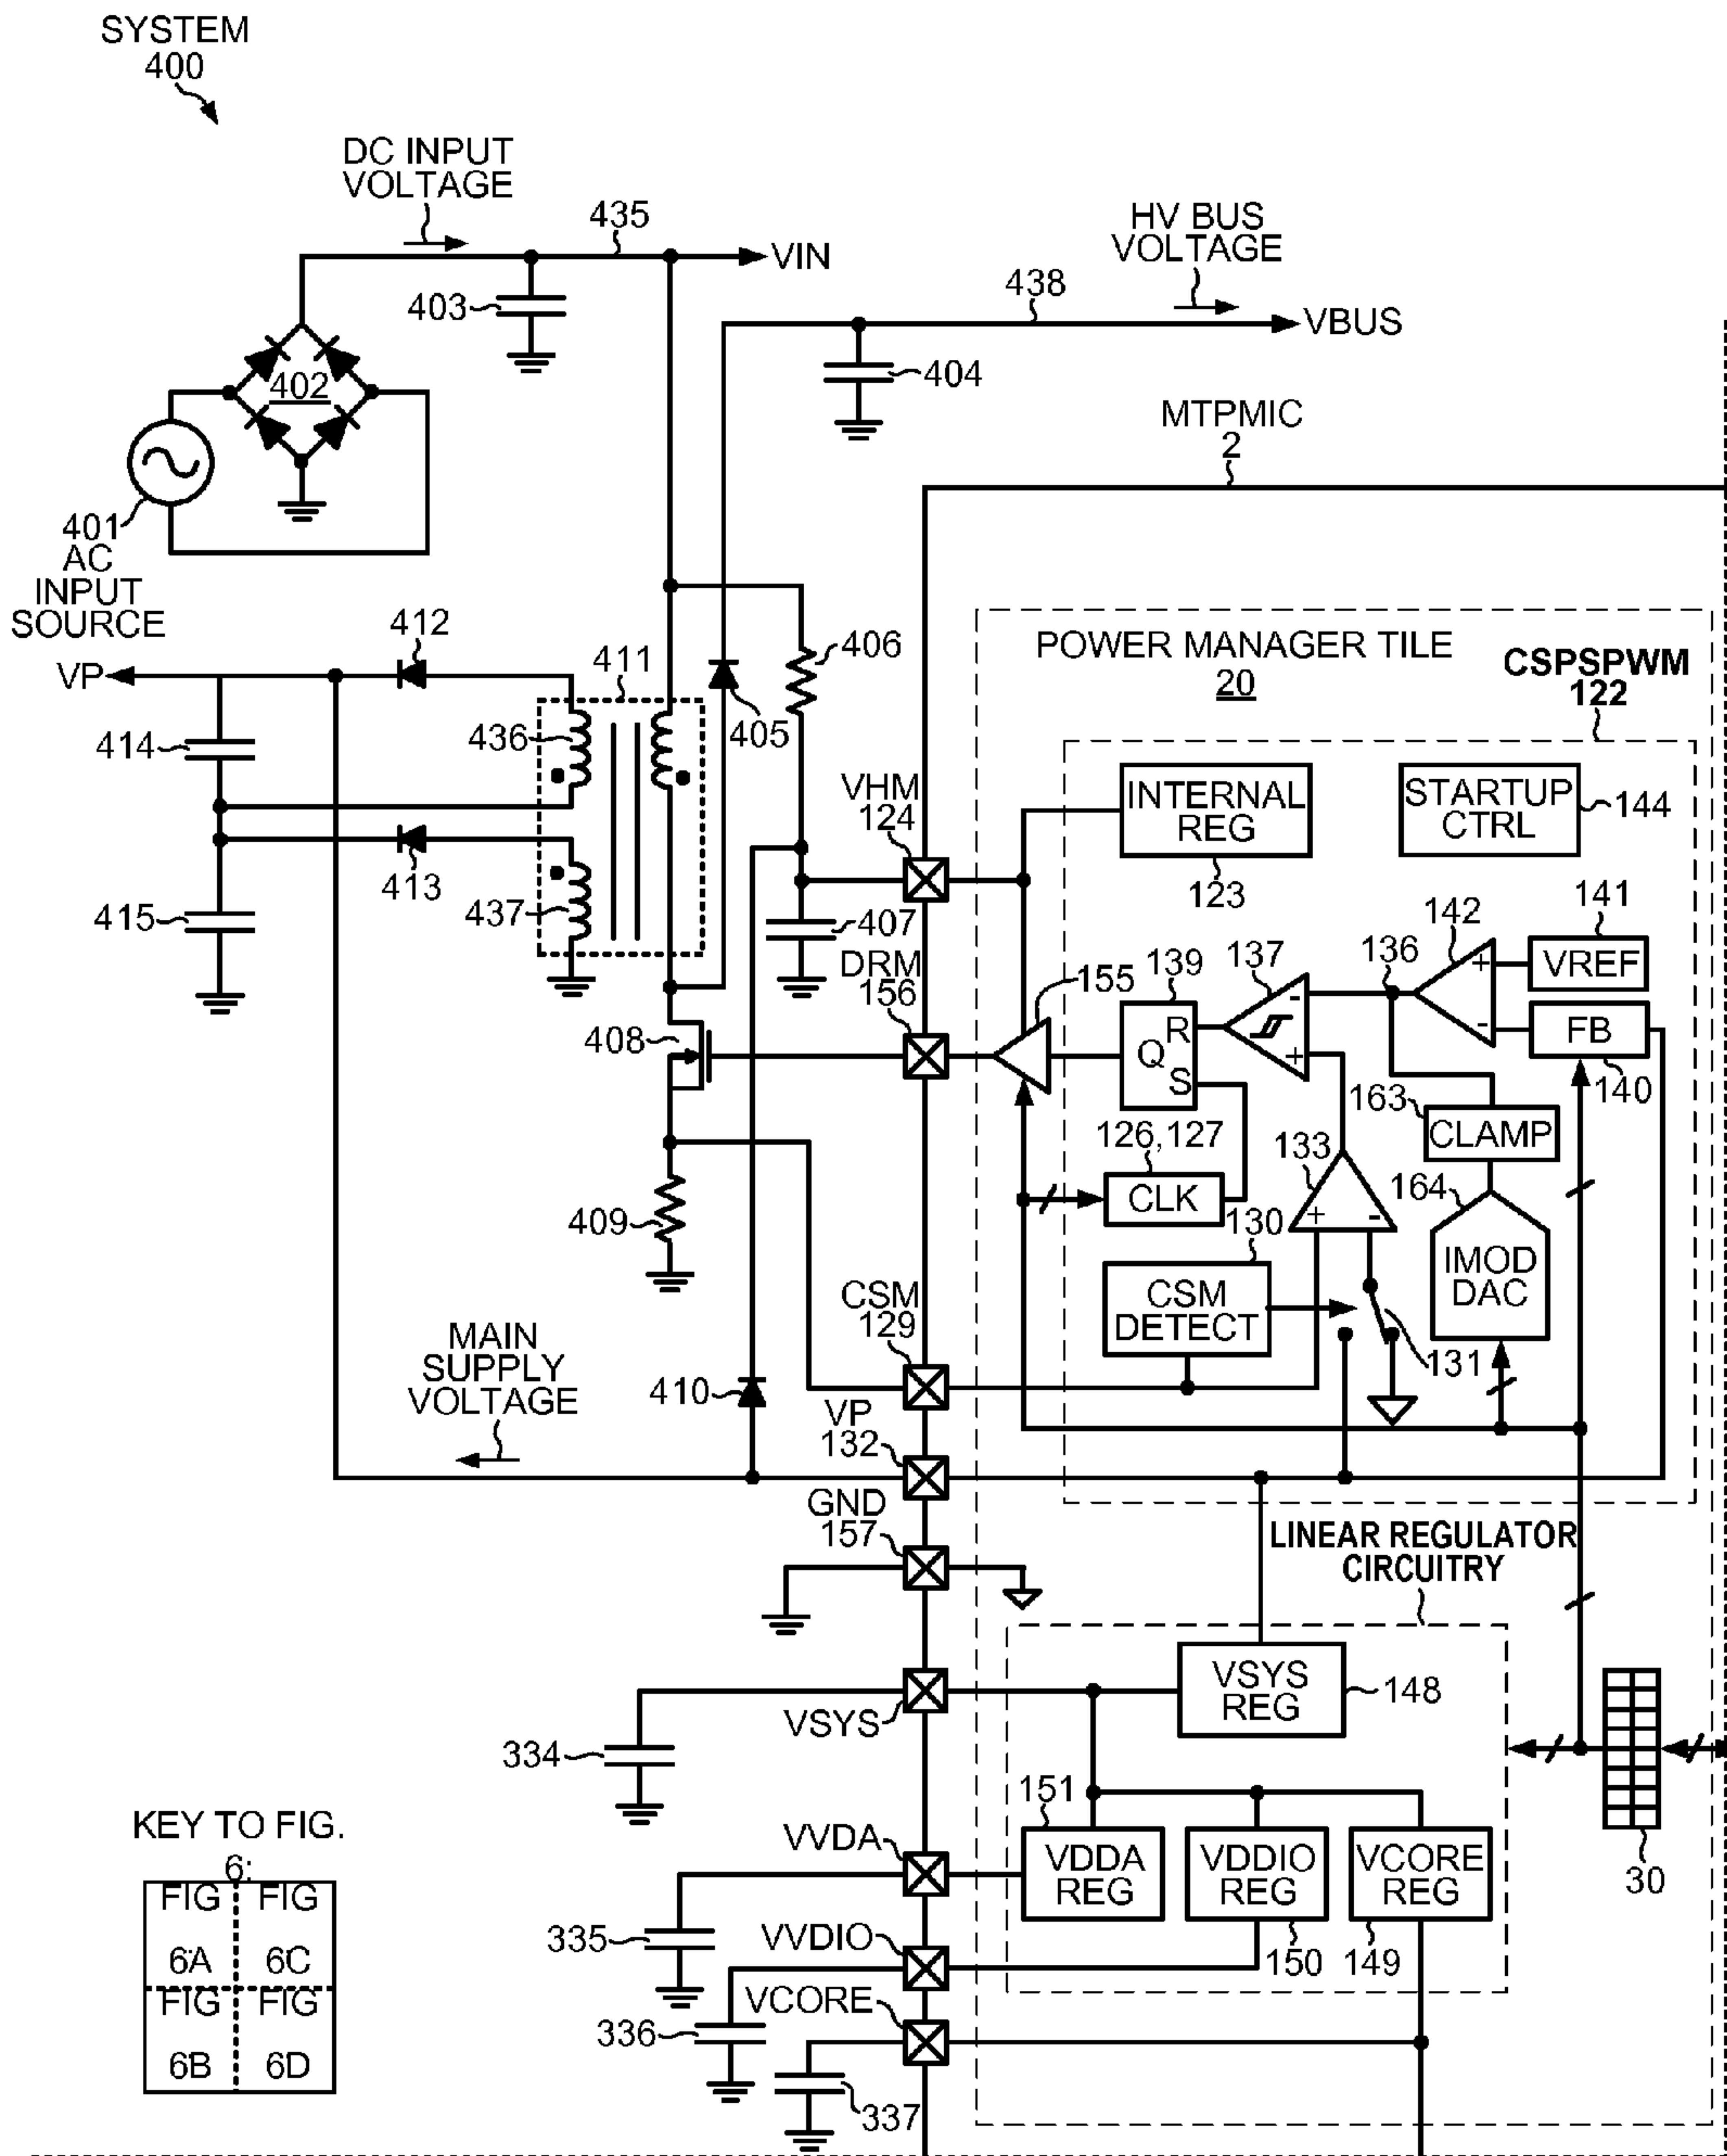 SYSTEM
400
DC INPUT
VOLTAGE
435
VIN
HV BUS
VOLTAGE
438
VBUS
403
404
402
MTPMIC
2
401
AC
INPUT
SOURCE
412
VP
411
406
405
POWER MANAGER TILE
20
CSPSPWM
122
414
436
VHM
124
INTERNAL
REG
123
STARTUP
CTRL
144
413
415
437
407
DRM
156
155
139
137
136
142
141
VREF
+
-
-
+
R
Q
S
FB
140
408
126,127
CLK
133
163
CLAMP
164
130
+
-
409
CSM
DETECT
IMOD
DAC
131
CSM
129
MAIN
SUPPLY
VOLTAGE
410
VP
132
GND
157
LINEAR REGULATOR
CIRCUITRY
VSYS
REG
148
VSYS
334
151
VDDA
REG
VDDIO
REG
VCORE
REG
150
149
30
VVDA
335
VVDIO
336
VCORE
337
KEY TO FIG.
6:
FIG
FIG
6A
6C
FIG
FIG
6B
6D